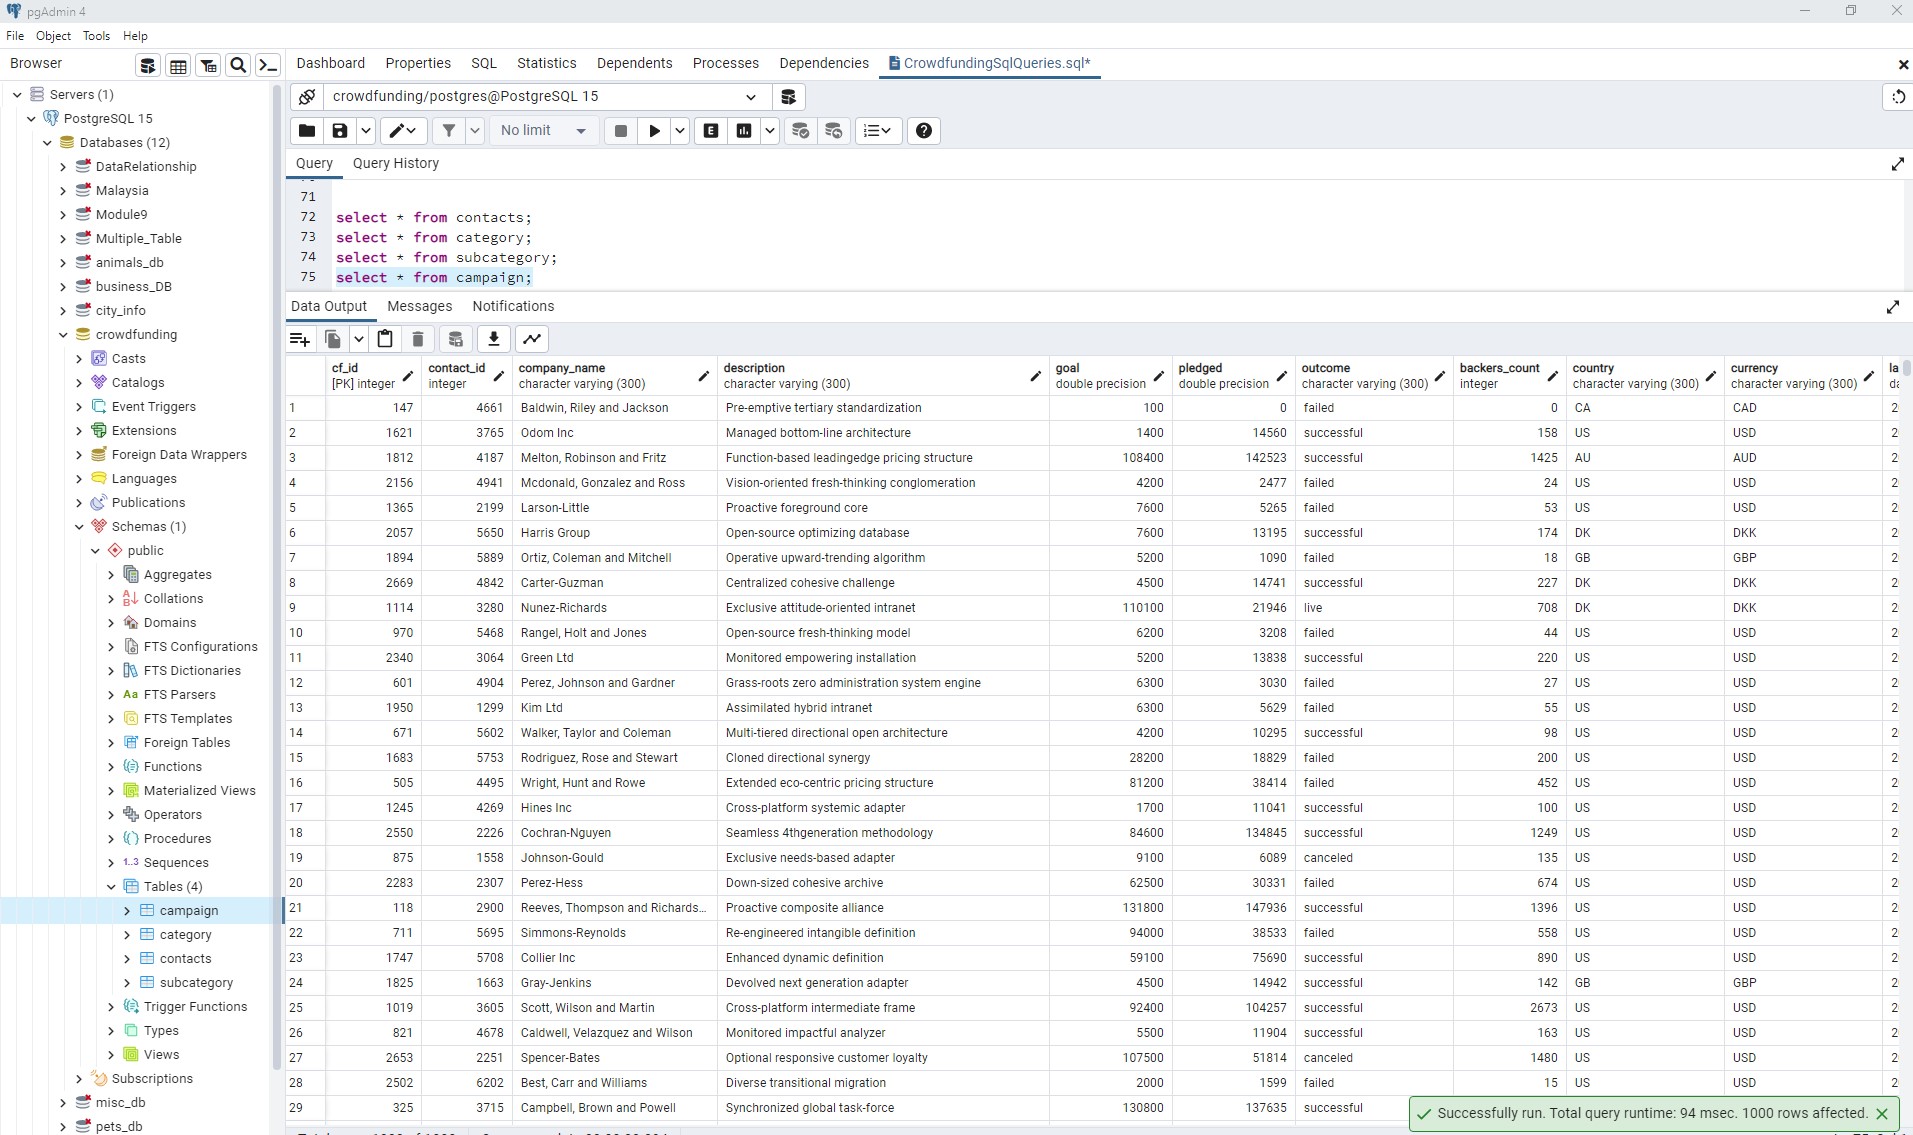 pgAdmin 4
File Object Tools Help
Browser
Dashboard Properties SQL Statistics Dependents Processes Dependencies CrowdfundingSqlQueries.sql*
crowdfunding/postgres@PostgreSQL 15
No limit
E
Query Query History
Servers (1)
PostgreSQL 15
Databases (12)
DataRelationship
Malaysia
Module9
Multiple_Table
animals_db
business_DB
city_info
crowdfunding
Casts
Catalogs
Event Triggers
Extensions
Foreign Data Wrappers
Languages
Publications
Schemas (1)
public
Aggregates
Collations
Domains
FTS Configurations
FTS Dictionaries
Aa FTS Parsers
FTS Templates
Foreign Tables
Functions
Materialized Views
Operators
Procedures
1..3 Sequences
Tables (4)
campaign
category
contacts
subcategory
Trigger Functions
Types
Views
Subscriptions
misc_db
pets_db
71
72 select * from contacts;
73 select * from category;
74 select * from subcategory;
75 select * from campaign;
Data Output Messages Notifications
cf_id contact_id company_name description goal pledged outcome backers_count country currency la
[PK] integer integer character varying (300) character varying (300) double precision double precision character varying (300) integer character varying (300) character varying (300) da
1 147 4661 Baldwin, Riley and Jackson Pre-emptive tertiary standardization 100 0 failed 0 CA CAD 2
2 1621 3765 Odom Inc Managed bottom-line architecture 1400 14560 successful 158 US USD 2
3 1812 4187 Melton, Robinson and Fritz Function-based leadingedge pricing structure 108400 142523 successful 1425 AU AUD 2
4 2156 4941 Mcdonald, Gonzalez and Ross Vision-oriented fresh-thinking conglomeration 4200 2477 failed 24 US USD 2
5 1365 2199 Larson-Little Proactive foreground core 7600 5265 failed 53 US USD 2
6 2057 5650 Harris Group Open-source optimizing database 7600 13195 successful 174 DK DKK 2
7 1894 5889 Ortiz, Coleman and Mitchell Operative upward-trending algorithm 5200 1090 failed 18 GB GBP 2
8 2669 4842 Carter-Guzman Centralized cohesive challenge 4500 14741 successful 227 DK DKK 2
9 1114 3280 Nunez-Richards Exclusive attitude-oriented intranet 110100 21946 live 708 DK DKK 2
10 970 5468 Rangel, Holt and Jones Open-source fresh-thinking model 6200 3208 failed 44 US USD 2
11 2340 3064 Green Ltd Monitored empowering installation 5200 13838 successful 220 US USD 2
12 601 4904 Perez, Johnson and Gardner Grass-roots zero administration system engine 6300 3030 failed 27 US USD 2
13 1950 1299 Kim Ltd Assimilated hybrid intranet 6300 5629 failed 55 US USD 2
14 671 5602 Walker, Taylor and Coleman Multi-tiered directional open architecture 4200 10295 successful 98 US USD 2
15 1683 5753 Rodriguez, Rose and Stewart Cloned directional synergy 28200 18829 failed 200 US USD 2
16 505 4495 Wright, Hunt and Rowe Extended eco-centric pricing structure 81200 38414 failed 452 US USD 2
17 1245 4269 Hines Inc Cross-platform systemic adapter 1700 11041 successful 100 US USD 2
18 2550 2226 Cochran-Nguyen Seamless 4thgeneration methodology 84600 134845 successful 1249 US USD 2
19 875 1558 Johnson-Gould Exclusive needs-based adapter 9100 6089 canceled 135 US USD 2
20 2283 2307 Perez-Hess Down-sized cohesive archive 62500 30331 failed 674 US USD 2
21 118 2900 Reeves, Thompson and Richards... Proactive composite alliance 131800 147936 successful 1396 US USD 2
22 711 5695 Simmons-Reynolds Re-engineered intangible definition 94000 38533 failed 558 US USD 2
23 1747 5708 Collier Inc Enhanced dynamic definition 59100 75690 successful 890 US USD 2
24 1825 1663 Gray-Jenkins Devolved next generation adapter 4500 14942 successful 142 GB GBP 2
25 1019 3605 Scott, Wilson and Martin Cross-platform intermediate frame 92400 104257 successful 2673 US USD 2
26 821 4678 Caldwell, Velazquez and Wilson Monitored impactful analyzer 5500 11904 successful 163 US USD 2
27 2653 2251 Spencer-Bates Optional responsive customer loyalty 107500 51814 canceled 1480 US USD 2
28 2502 6202 Best, Carr and Williams Diverse transitional migration 2000 1599 failed 15 US USD 2
29 325 3715 Campbell, Brown and Powell Synchronized global task-force 130800 137635 successful
Successfully run. Total query runtime: 94 msec. 1000 rows affected.